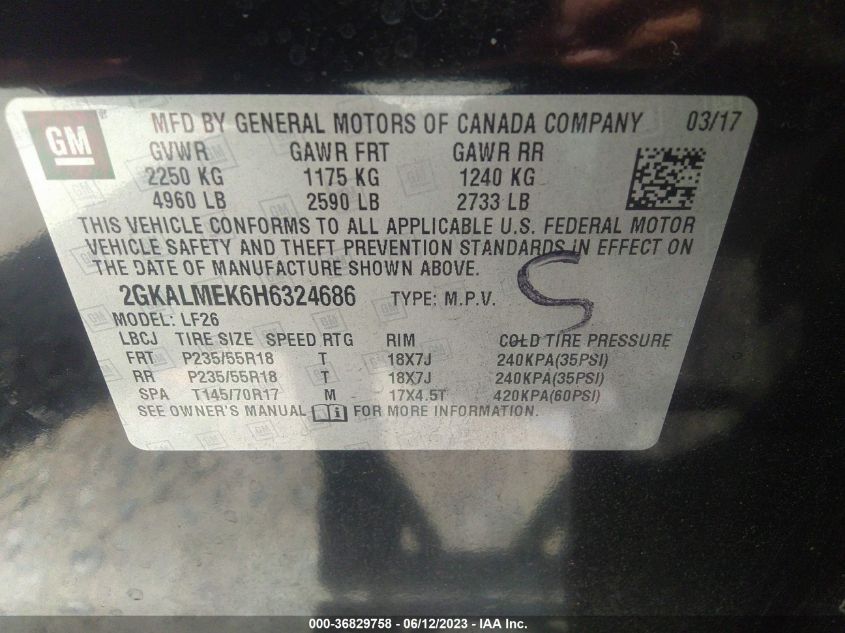 GM ® MFD BY GENERAL MOTORS OF CANADA COMPANY 03/17
GVWR GAWR FRT GAWR RR
2250 KG 1175 KG 1240 KG
4960 LB 2590 LB 2733 LB
THIS VEHICLE CONFORMS TO ALL APPLICABLE U.S. FEDERAL MOTOR
VEHICLE SAFETY AND THEFT PREVENTION STANDARDS IN EFFECT ON
THE DATE OF MANUFACTURE SHOWN ABOVE.
2GKALMEK6H6324686 TYPE: M.P.V. S
MODEL: LF26
LBCJ TIRE SIZE SPEED RTG RIM COLD TIRE PRESSURE
FRT P235/55R18 T 18X7J 240KPA(35PSI)
RR P235/55R18 T 18X7J 240KPA(35PSI)
SPA T145/70R17 M 17X4.5T 420KPA(60PSI)
SEE OWNER'S MANUAL FOR MORE INFORMATION.
000-36829758 - 06/12/2023 - IAA Inc.